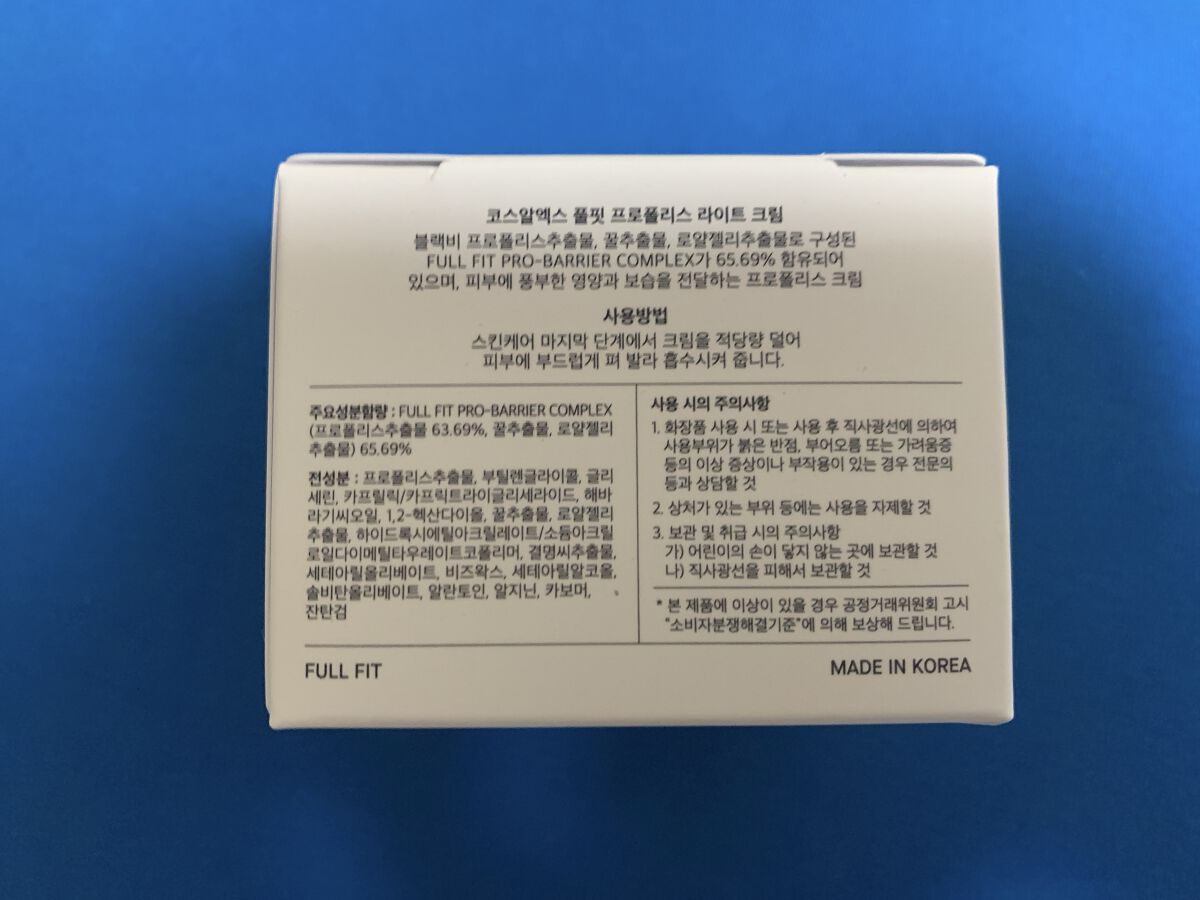 코스알엑스 풀핏 프로폴리스 라이트 크림
블랙비 프로폴리스추출물, 꿀추출물, 로얄젤리추출물로 구성된
FULL FIT PRO-BARRIER COMPLEX가 65.69% 함유되어
있으며, 피부에 풍부한 영양과 보습을 전달하는 프로폴리스 크림
사용방법
스킨케어 마지막 단계에서 크림을 적당량 덜어
피부에 부드럽게 펴 발라 흡수시켜 줍니다.
주요성분함량 : FULL FIT PRO-BARRIER COMPLEX
(프로폴리스추출물 63.69%, 꿀추출물, 로얄젤리
추출물) 65.69%
전성분 : 프로폴리스추출물, 부틸렌글라이콜, 글리
세린, 카프릴릭/카프릭트라이글리세라이드, 해바
라기씨오일, 1,2-헥산다이올, 꿀추출물, 로얄젤리
추출물, 하이드록시에틸아크릴레이트/소듐아크릴
로일다이메틸타우레이트코폴리머, 결명씨추출물,
세테아릴올리베이트, 비즈왁스, 세테아릴알코올,
솔비탄올리베이트, 알란토인, 알지닌, 카보머,
잔탄검
사용 시의 주의사항
1. 화장품 사용 시 또는 사용 후 직사광선에 의하여
사용부위가 붉은 반점, 부어오름 또는 가려움증
등의 이상 증상이나 부작용이 있는 경우 전문의
등과 상담할 것
2. 상처가 있는 부위 등에는 사용을 자제할 것
3. 보관 및 취급 시의 주의사항
가) 어린이의 손이 닿지 않는 곳에 보관할 것
나) 직사광선을 피해서 보관할 것
* 본 제품에 이상이 있을 경우 공정거래위원회 고시
"소비자분쟁해결기준"에 의해 보상해 드립니다.
FULL FIT
MADE IN KOREA